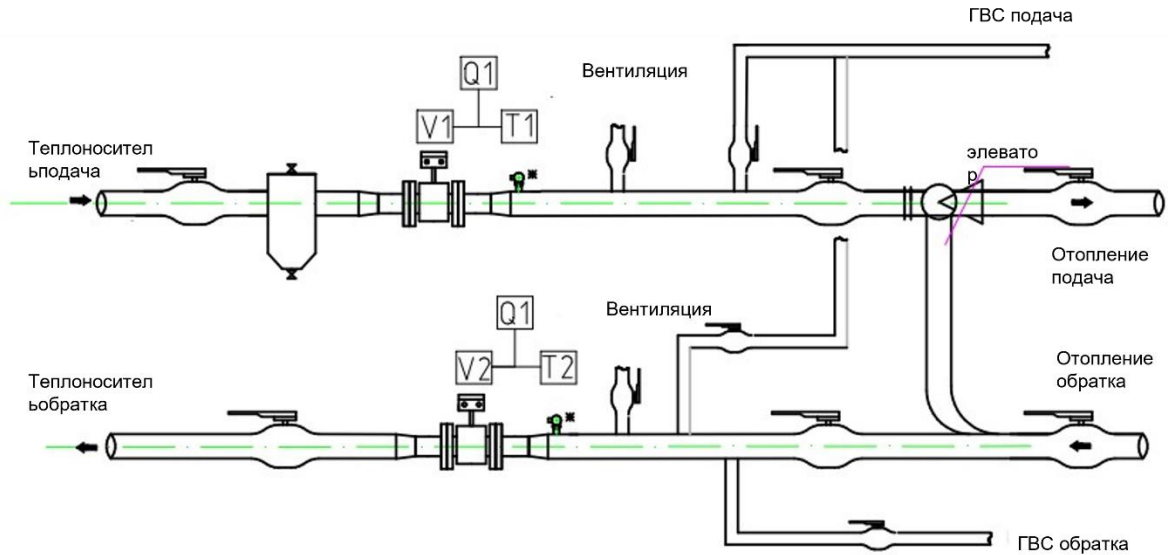 ГВС подача
Вентиляция
Q1
V1
T1
Теплоносител
ьподача
элевато
р
Отопление
подача
Вентиляция
Q1
V2
T2
Отопление
обратка
Теплоносител
ьобратка
ГВС обратка